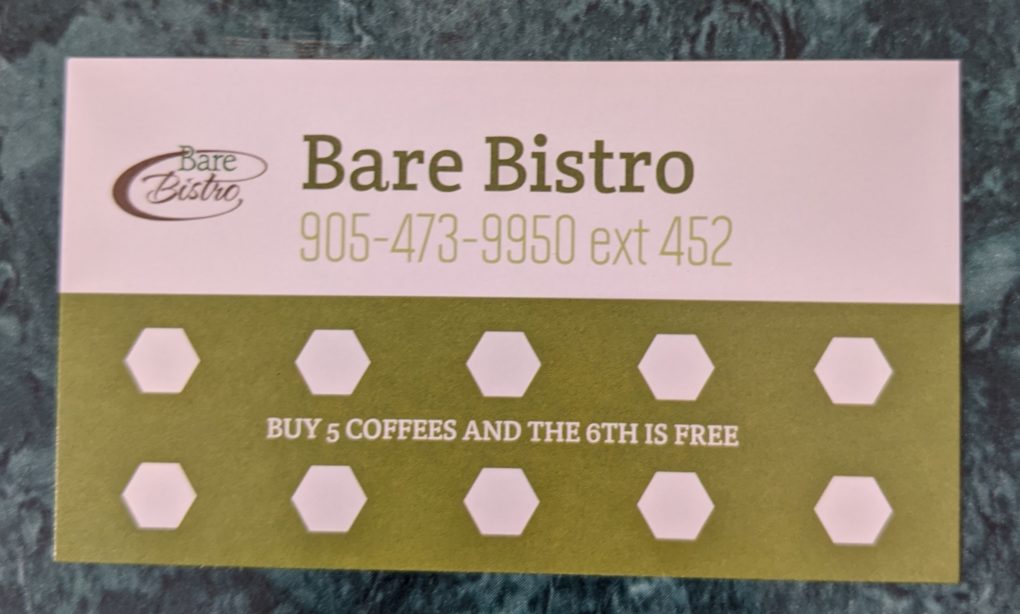 Bare
Bistro
Bare Bistro
905-473-9950 ext 452
BUY 5 COFFEES AND THE 6TH IS FREE